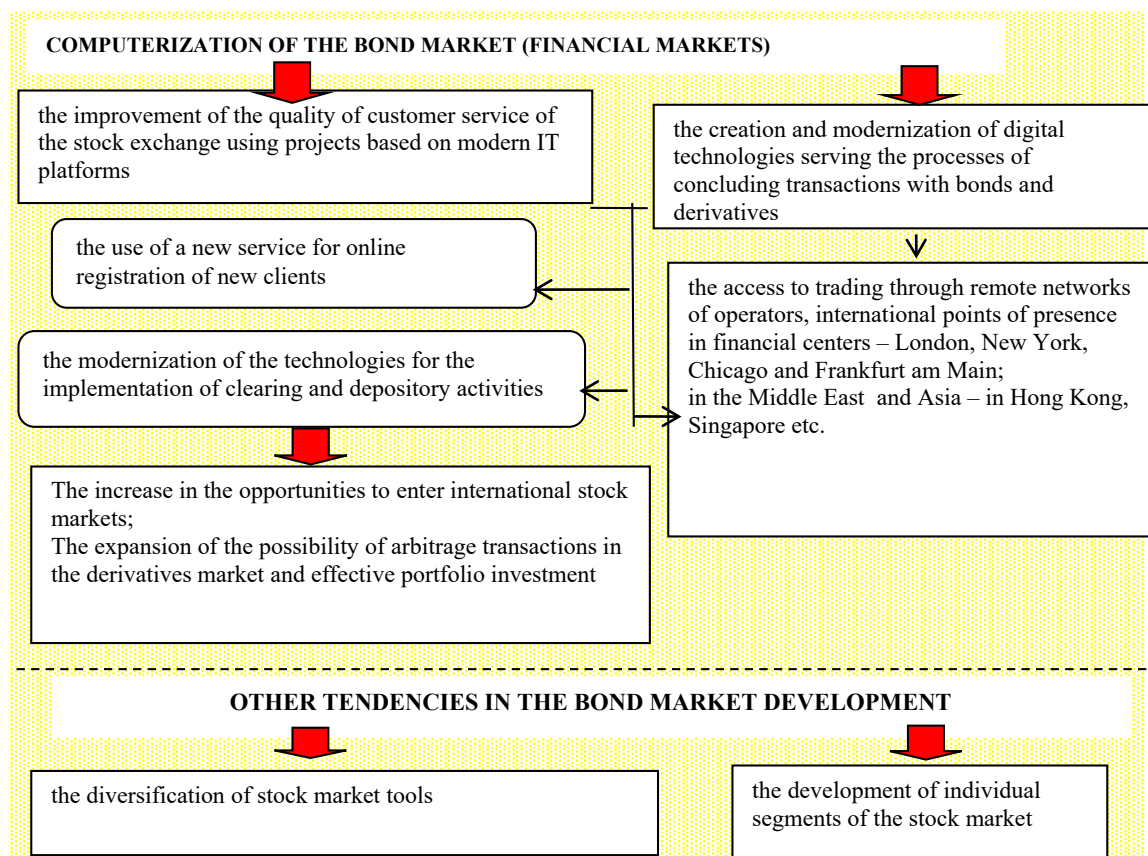 COMPUTERIZATION OF THE BOND MARKET (FINANCIAL MARKETS)
the improvement of the quality of customer service of
the stock exchange using projects based on modern IT
platforms
the creation and modernization of digital
technologies serving the processes of
concluding transactions with bonds and
derivatives
the use of a new service for online
registration of new clients
the access to trading through remote networks
of operators, international points of presence
in financial centers – London, New York,
Chicago and Frankfurt am Main;
in the Middle East and Asia – in Hong Kong,
Singapore etc.
the modernization of the technologies for the
implementation of clearing and depository activities
The increase in the opportunities to enter international stock
markets;
The expansion of the possibility of arbitrage transactions in
the derivatives market and effective portfolio investment
OTHER TENDENCIES IN THE BOND MARKET DEVELOPMENT
the diversification of stock market tools
the development of individual
segments of the stock market